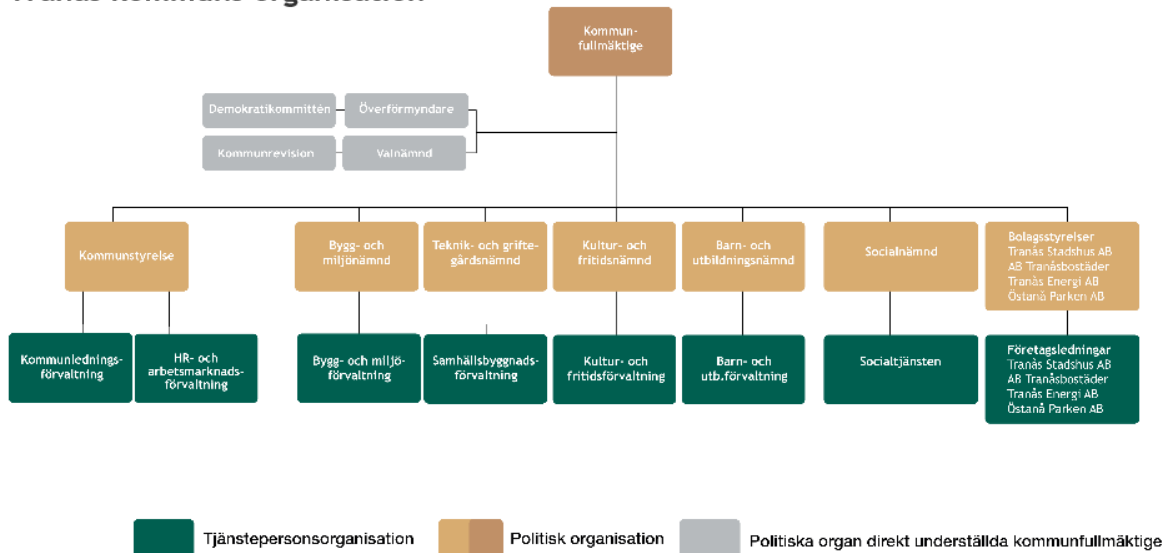 Tranås kommuns organisation
Kommun-
fullmäktige
Demokratikommittén
Överförmyndare
Kommunrevision
Valnämnd
Kommunstyrelse
Bygg- och
miljönämnd
Teknik- och grifte-
gårdsnämnd
Kultur- och
fritidsnämnd
Barn- och
utbildningsnämnd
Socialnämnd
Bolagsstyrelser
Tranås Stadshus AB
AB Tranåsbostäder
Tranås Energi AB
Östanå Parken AB
Kommunlednings-
förvaltning
HR- och
arbetsmarknads-
förvaltning
Bygg- och miljö-
förvaltning
Samhällsbyggnads-
förvaltning
Kultur- och
fritidsförvaltning
Barn- och
utb.förvaltning
Socialtjänsten
Företagsledningar
Tranås Stadshus AB
AB Tranåsbostäder
Tranås Energi AB
Östanå Parken AB
Tjänstepersonsorganisation
Politisk organisation
Politiska organ direkt underställda kommunfullmäktige